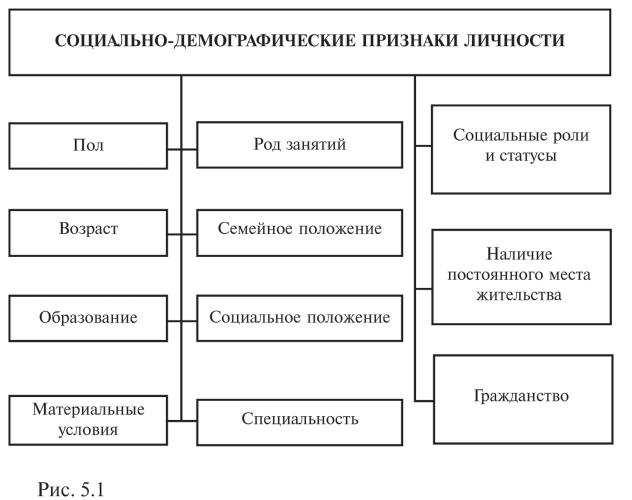 СОЦИАЛЬНО-ДЕМОГРАФИЧЕСКИЕ ПРИЗНАКИ ЛИЧНОСТИ
Пол
Род занятий
Социальные роли
и статусы
Возраст
Семейное положение
Наличие
постоянного места
жительства
Образование
Социальное положение
Гражданство
Материальные
условия
Специальность
Рис. 5.1